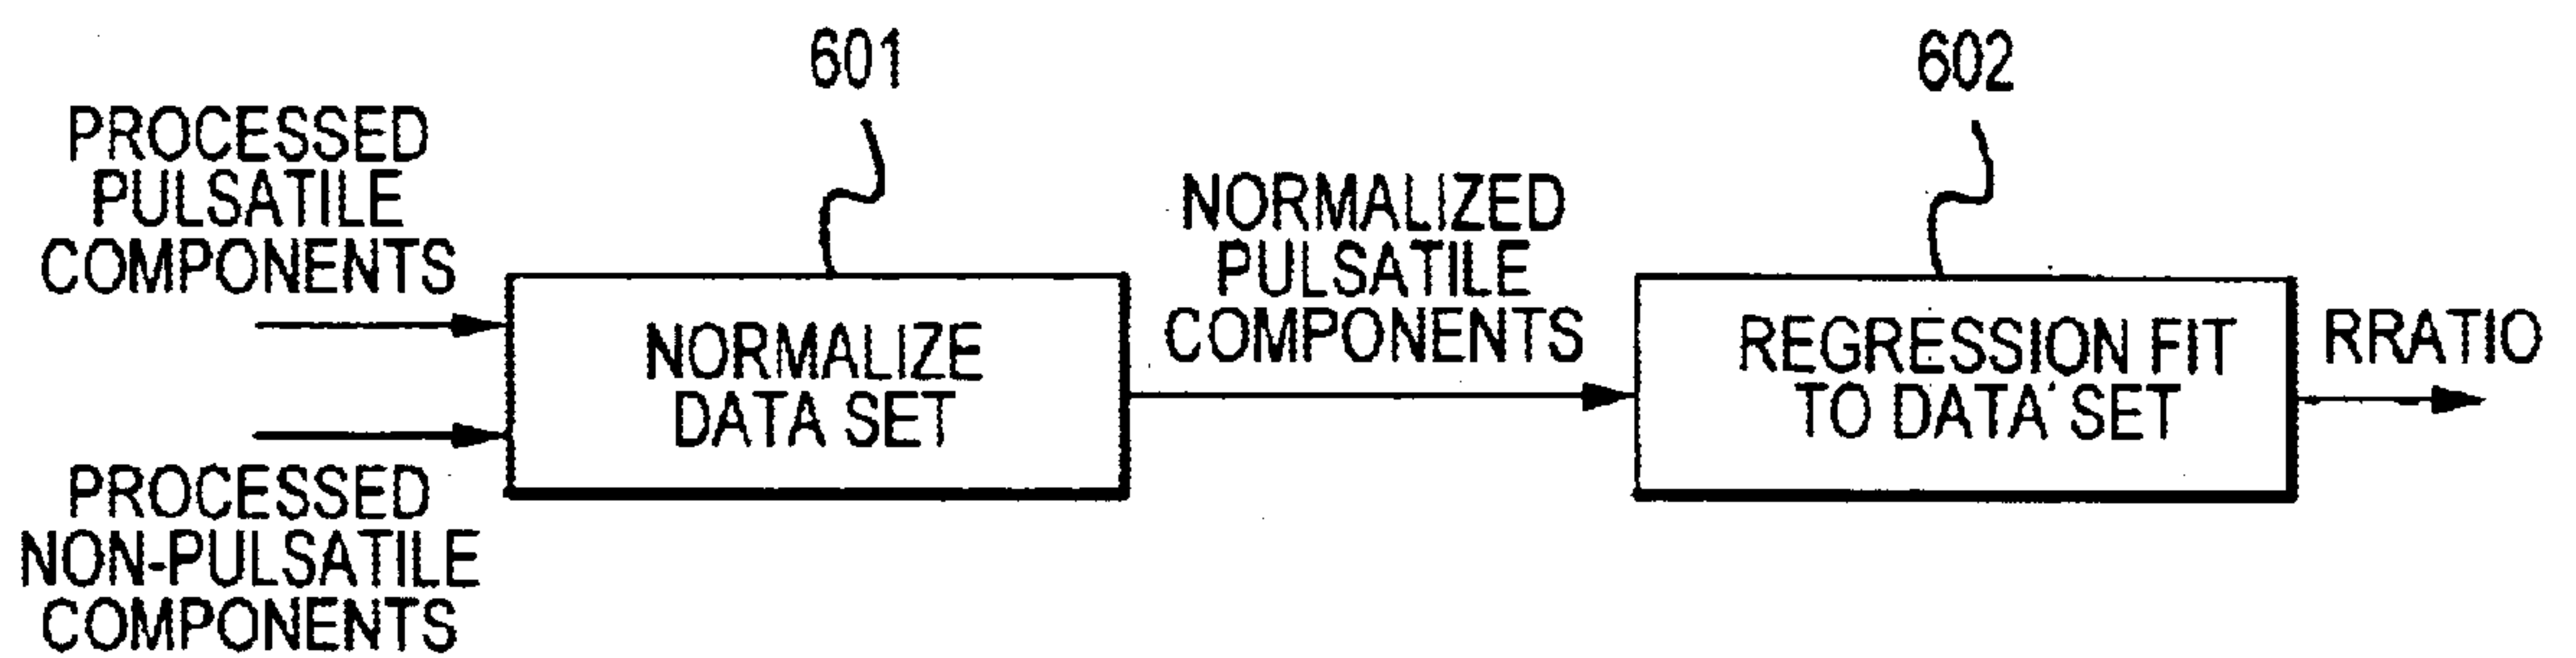 601
602
PROCESSED
PULSATILE
COMPONENTS
NORMALIZED
PULSATILE
COMPONENTS
NORMALIZE
DATA SET
REGRESSION FIT
TO DATA SET
RRATIO
PROCESSED
NON-PULSATILE
COMPONENTS